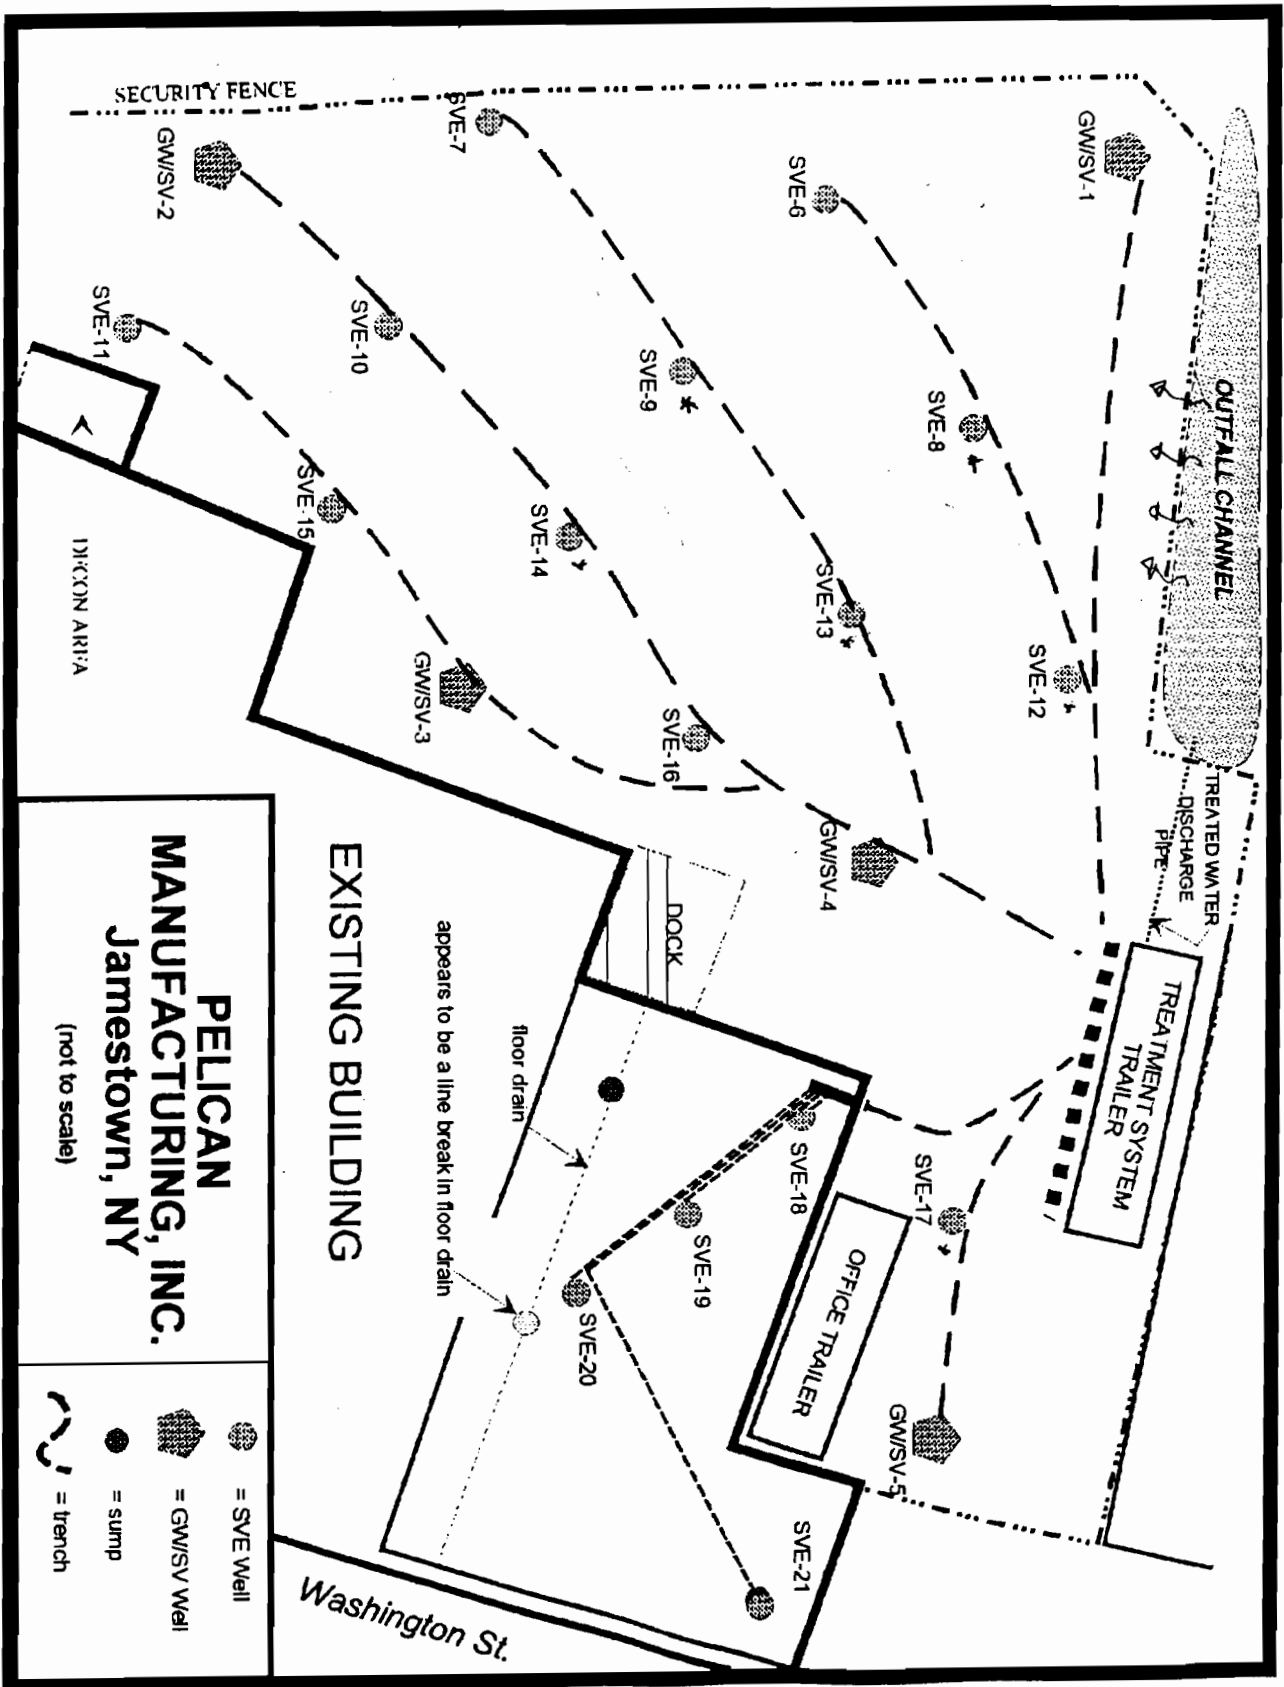 SECURITY FENCE
GW/SV-1
OUTFALL CHANNEL
SVE-7
SVE-6
GW/SV-2
SVE-11
SVE-10
SVE-9
SVE-8
SVE-15
SVE-14
SVE-13
SVE-12
DECON AREA
GW/SV-3
SVE-16
GW/SV-4
TREATED WATER
DISCHARGE
PIPE
TREATMENT SYSTEM
TRAILER
DOCK
EXISTING BUILDING
floor drain
appears to be a line break in floor drain
SVE-17
SVE-18
SVE-19
SVE-20
OFFICE TRAILER
GW/SV-5
SVE-21
Washington St.
PELICAN
MANUFACTURING, INC.
Jamestown, NY
(not to scale)
= SVE Well
= GW/SV Well
= sump
= trench